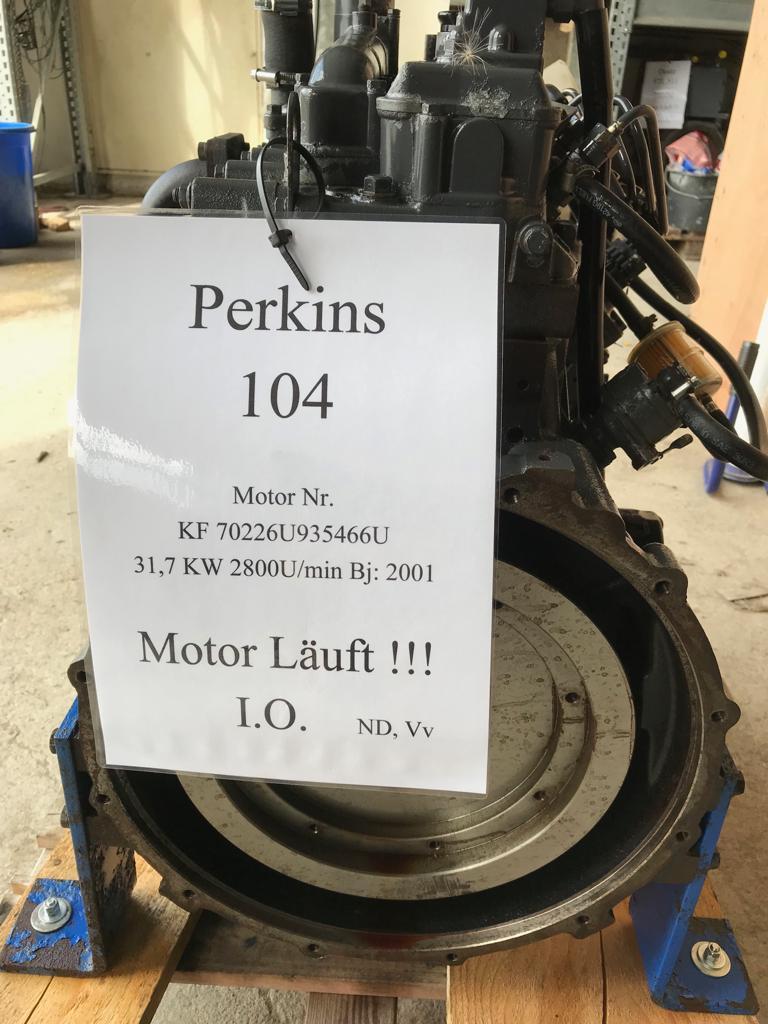 Perkins
104
Motor Nr.
KF 70226U935466U
31,7 KW 2800U/min Bj: 2001
Motor Läuft !!!
I.O. ND, Vv